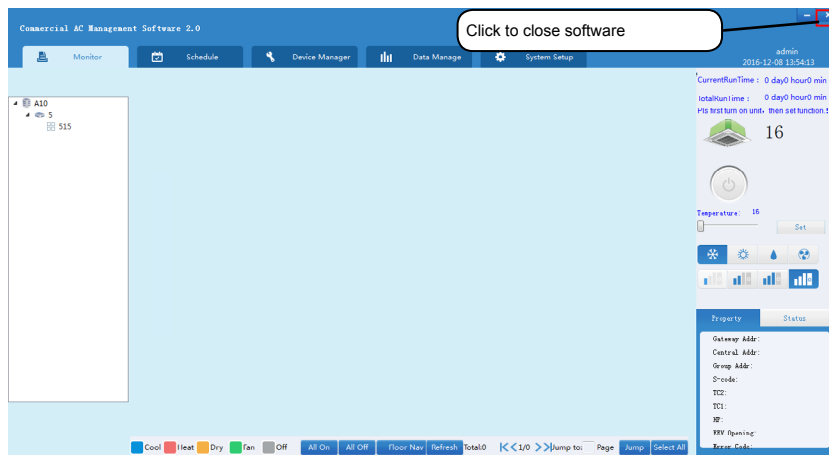 Commercial AC Management Software 2.0
Click to close software
Monitor
Schedule
Device Manager
Data Manage
System Setup
admin
2016-12-08 13:54:13
A10
5
515
CurrentRunTime : 0 day0 hour0 min
TotalRunTime : 0 day0 hour0 min
Pls first turn on unit, then set function.!
16
Temperature: 16
Set
Property
Status
Gateway Addr:
Central Addr:
Group Addr:
S-code:
TC2:
TC1:
HP:
EEV Opening:
Error Code:
Cool Heat Dry Fan Off All On All Off Floor Nav Refresh Total:0 1/0 Jump to: Page Jump Select All